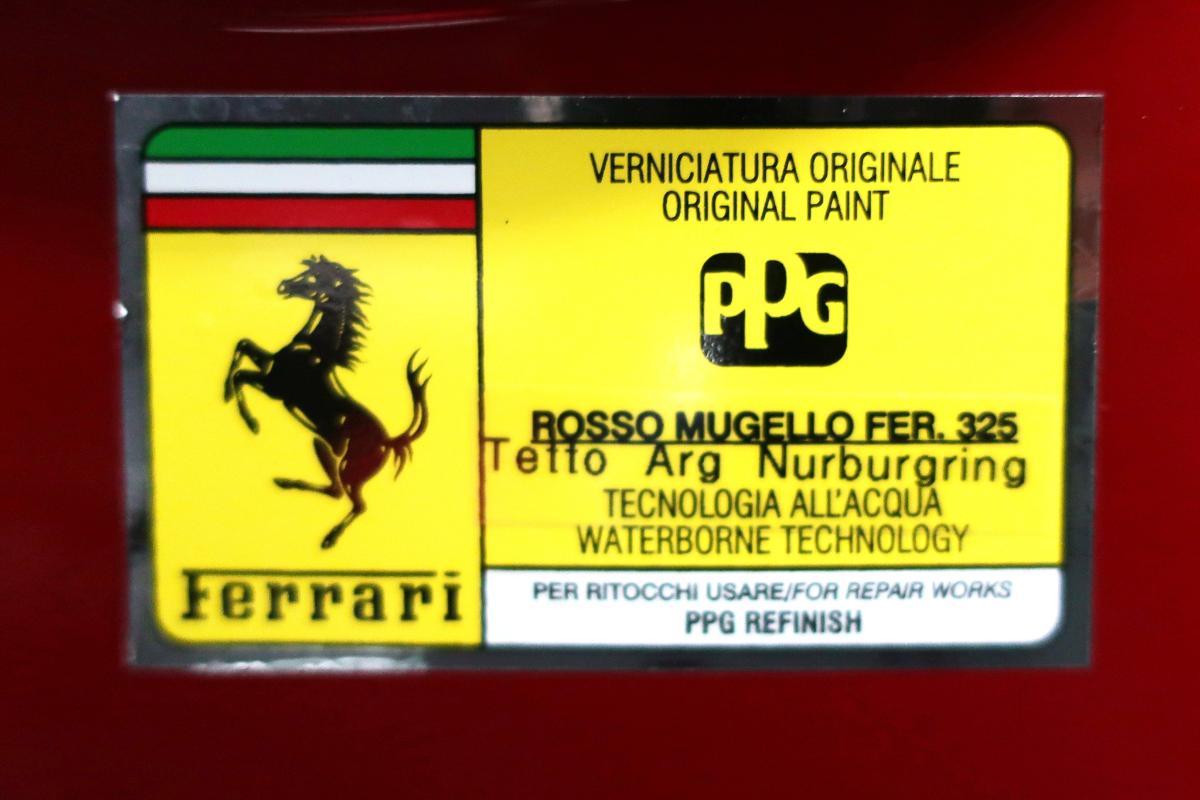 VERNICIATURA ORIGINALE
ORIGINAL PAINT
PPG
ROSSO MUGELLO FER. 325
Tetto Arg Nurburgring
TECNOLOGIA ALL'ACQUA
WATERBORNE TECHNOLOGY
Ferrari
PER RITOCCHI USARE/FOR REPAIR WORKS
PPG REFINISH